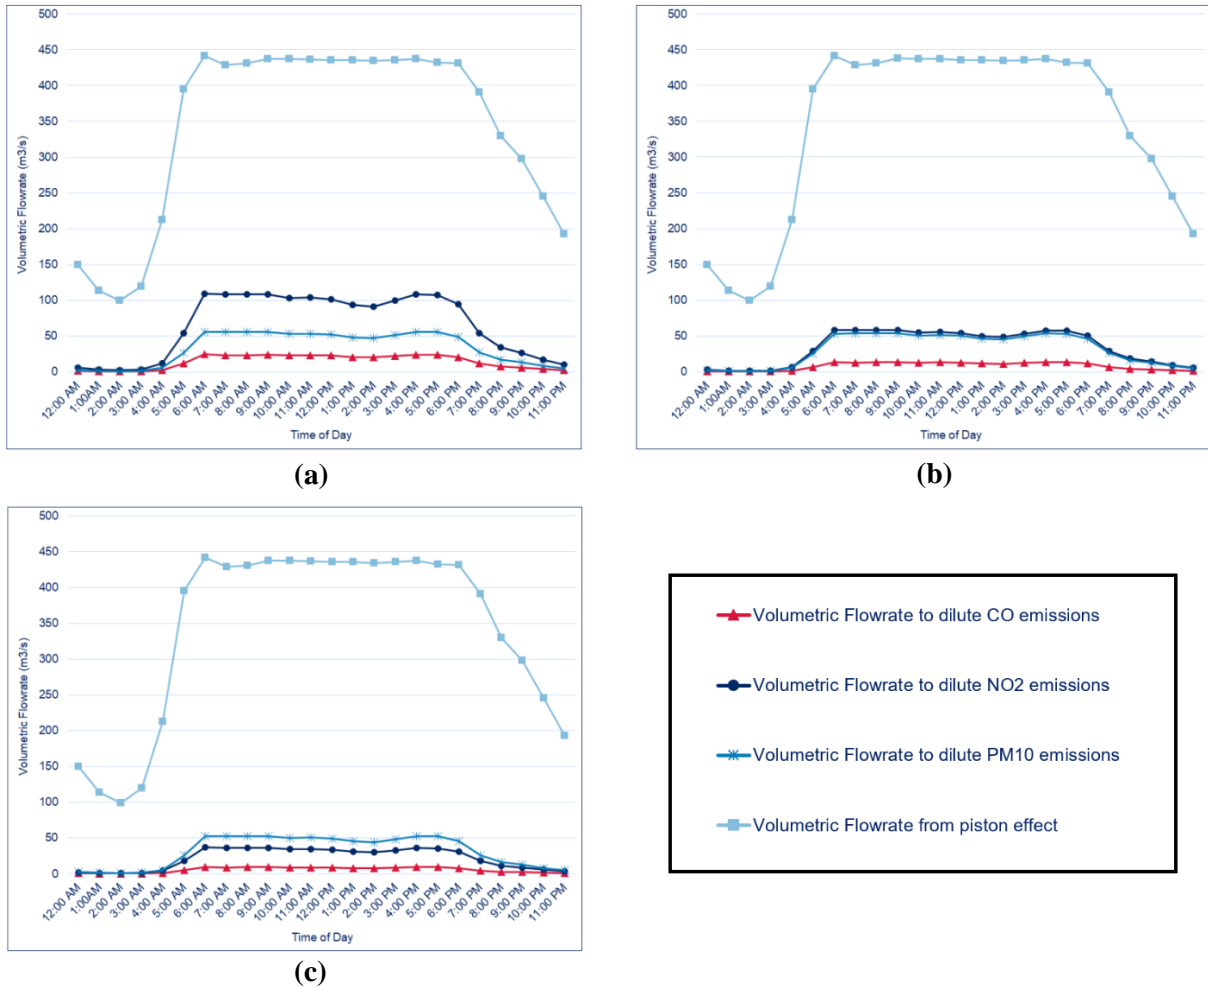 500
450
400
350
300
250
200
150
100
50
0
Volumetric Flowrate (m3/s)
12:00 AM
1:00AM
2:00 AM
3:00 AM
4:00 AM
5:00 AM
6:00 AM
7:00 AM
8:00 AM
9:00 AM
10:00 AM
11:00 AM
12:00 PM
1:00 PM
2:00 PM
3:00 PM
4:00 PM
5:00 PM
6:00 PM
7:00 PM
8:00 PM
9:00 PM
10:00 PM
11:00 PM
Time of Day
(a)
500
450
400
350
300
250
200
150
100
50
0
Volumetric Flowrate (m3/s)
12:00 AM
1:00AM
2:00 AM
3:00 AM
4:00 AM
5:00 AM
6:00 AM
7:00 AM
8:00 AM
9:00 AM
10:00 AM
11:00 AM
12:00 PM
1:00 PM
2:00 PM
3:00 PM
4:00 PM
5:00 PM
6:00 PM
7:00 PM
8:00 PM
9:00 PM
10:00 PM
11:00 PM
Time of Day
(b)
500
450
400
350
300
250
200
150
100
50
0
Volumetric Flowrate (m3/s)
12:00 AM
1:00AM
2:00 AM
3:00 AM
4:00 AM
5:00 AM
6:00 AM
7:00 AM
8:00 AM
9:00 AM
10:00 AM
11:00 AM
12:00 PM
1:00 PM
2:00 PM
3:00 PM
4:00 PM
5:00 PM
6:00 PM
7:00 PM
8:00 PM
9:00 PM
10:00 PM
11:00 PM
Time of Day
(c)
Volumetric Flowrate to dilute CO emissions
Volumetric Flowrate to dilute NO2 emissions
Volumetric Flowrate to dilute PM10 emissions
Volumetric Flowrate from piston effect